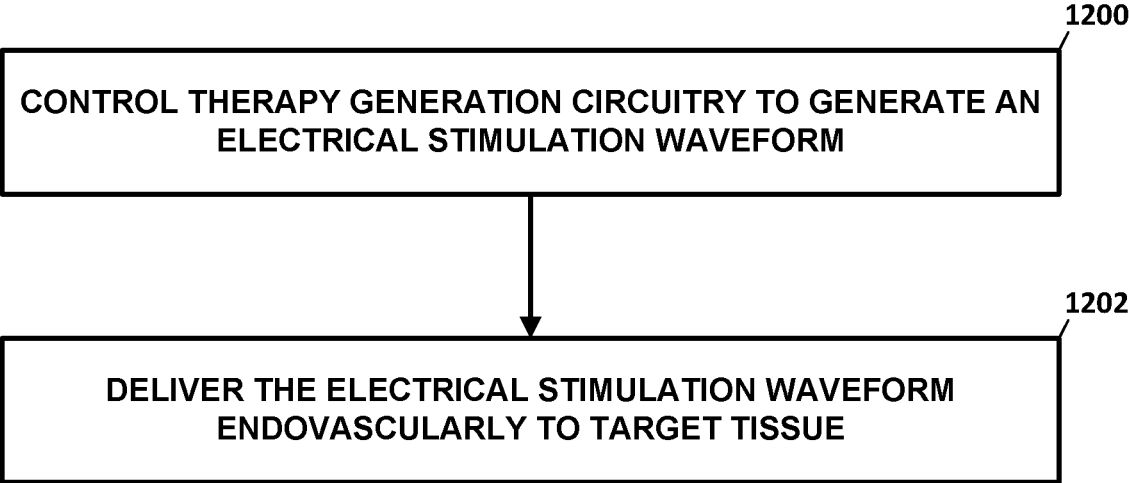 1200
CONTROL THERAPY GENERATION CIRCUITRY TO GENERATE AN
ELECTRICAL STIMULATION WAVEFORM
1202
DELIVER THE ELECTRICAL STIMULATION WAVEFORM
ENDOVASCULARLY TO TARGET TISSUE